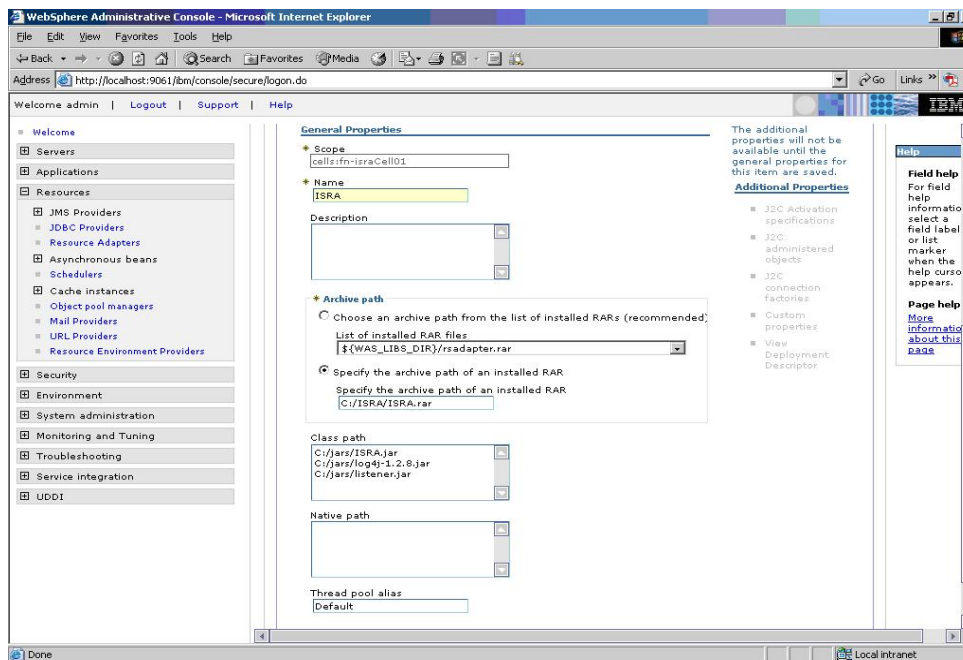 WebSphere Administrative Console - Microsoft Internet Explorer
File Edit View Favorites Tools Help
Back Search Favorites Media
Address http://localhost:9061/ibm/console/secure/logon.do Go Links »
Welcome admin | Logout | Support | Help
IBM
Welcome
Servers
Applications
Resources
JMS Providers
JDBC Providers
Resource Adapters
Asynchronous beans
Schedulers
Cache instances
Object pool managers
Mail Providers
URL Providers
Resource Environment Providers
Security
Environment
System administration
Monitoring and Tuning
Troubleshooting
Service integration
UDDI
General Properties
* Scope
cells:fn-israCell01
* Name
ISRA
Description
* Archive path
Choose an archive path from the list of installed RARs (recommended)
List of installed RAR files
${WAS_LIBS_DIR}/rsadapter.rar
Specify the archive path of an installed RAR
Specify the archive path of an installed RAR
C:/ISRA/ISRA.rar
Class path
C:/jars/ISRA.jar
C:/jars/log4j-1.2.8.jar
C:/jars/listener.jar
Native path
Thread pool alias
Default
The additional
properties will not be
available until the
general properties for
this item are saved.
Additional Properties
J2C Activation
specifications
J2C
administered
objects
J2C
connection
factories
Custom
properties
View
Deployment
Descriptor
Help
Field help
For field
help
informatio
select a
field label
or list
marker
when the
help curso
appears.
Page help
More
informatio
about this
page
Done
Local intranet